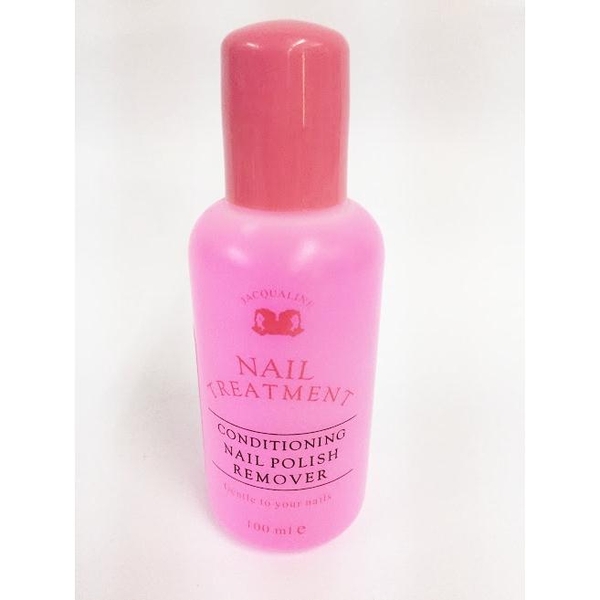 JACQUALINE
NAIL
TREATMENT
CONDITIONING
NAIL POLISH
REMOVER
Gentle to your nails
100 ml e